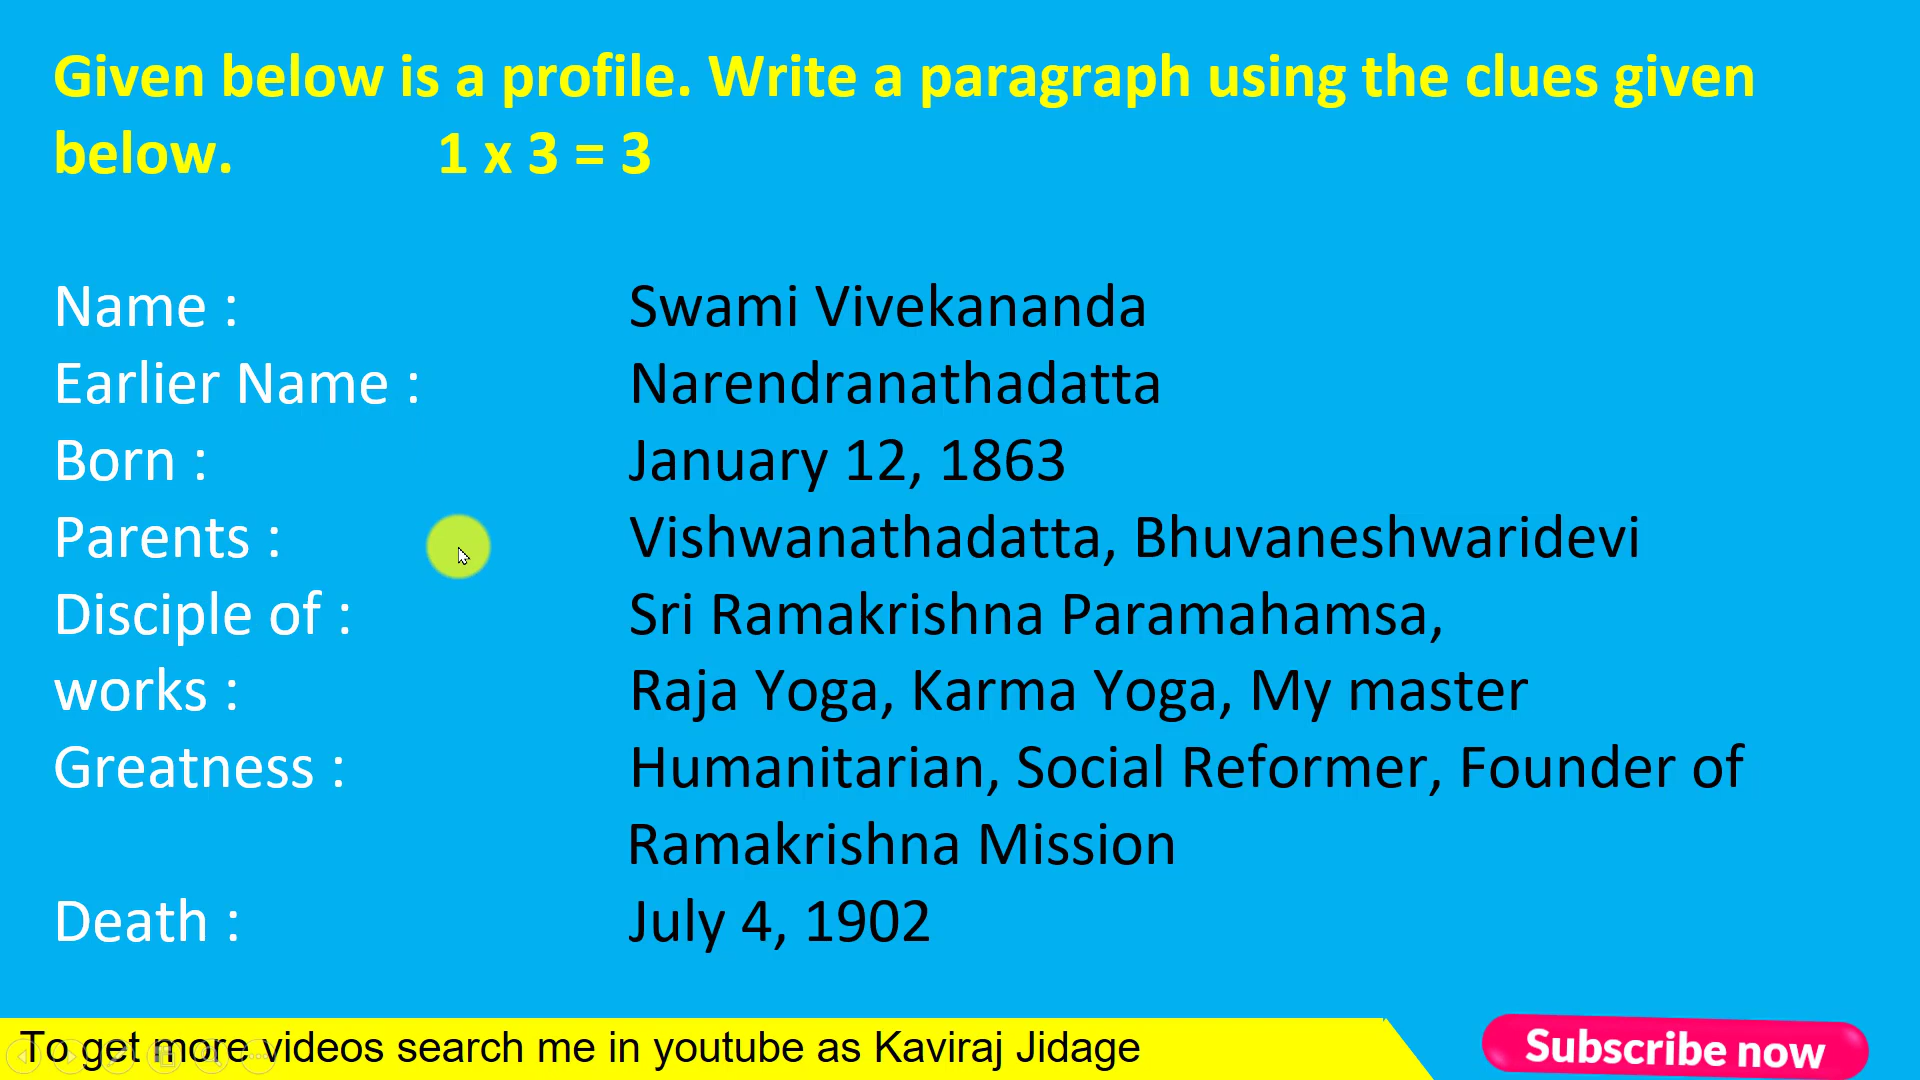 Given below is a profile. Write a paragraph using the clues given
below. 1 x 3 = 3
Name : Swami Vivekananda
Earlier Name : Narendranathadatta
Born : January 12, 1863
Parents : Vishwanathadatta, Bhuvaneshwaridevi
Disciple of : Sri Ramakrishna Paramahamsa,
works : Raja Yoga, Karma Yoga, My master
Greatness : Humanitarian, Social Reformer, Founder of
Ramakrishna Mission
Death : July 4, 1902
To get more videos search me in youtube as Kaviraj Jidage
Subscribe now